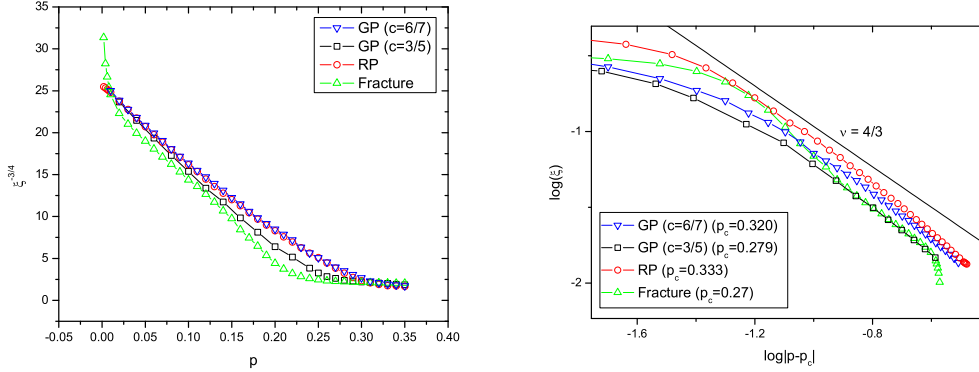 35
30
25
20
15
10
5
0
-0.05 0.00 0.05 0.10 0.15 0.20 0.25 0.30 0.35 0.40
p
ξ^-3/4
GP (c=6/7)
GP (c=3/5)
RP
Fracture
-1
-2
-1.6 -1.2 -0.8
log|p-p_c|
log(ξ)
ν = 4/3
GP (c=6/7) (p_c=0.320)
GP (c=3/5) (p_c=0.279)
RP (p_c=0.333)
Fracture (p_c=0.27)